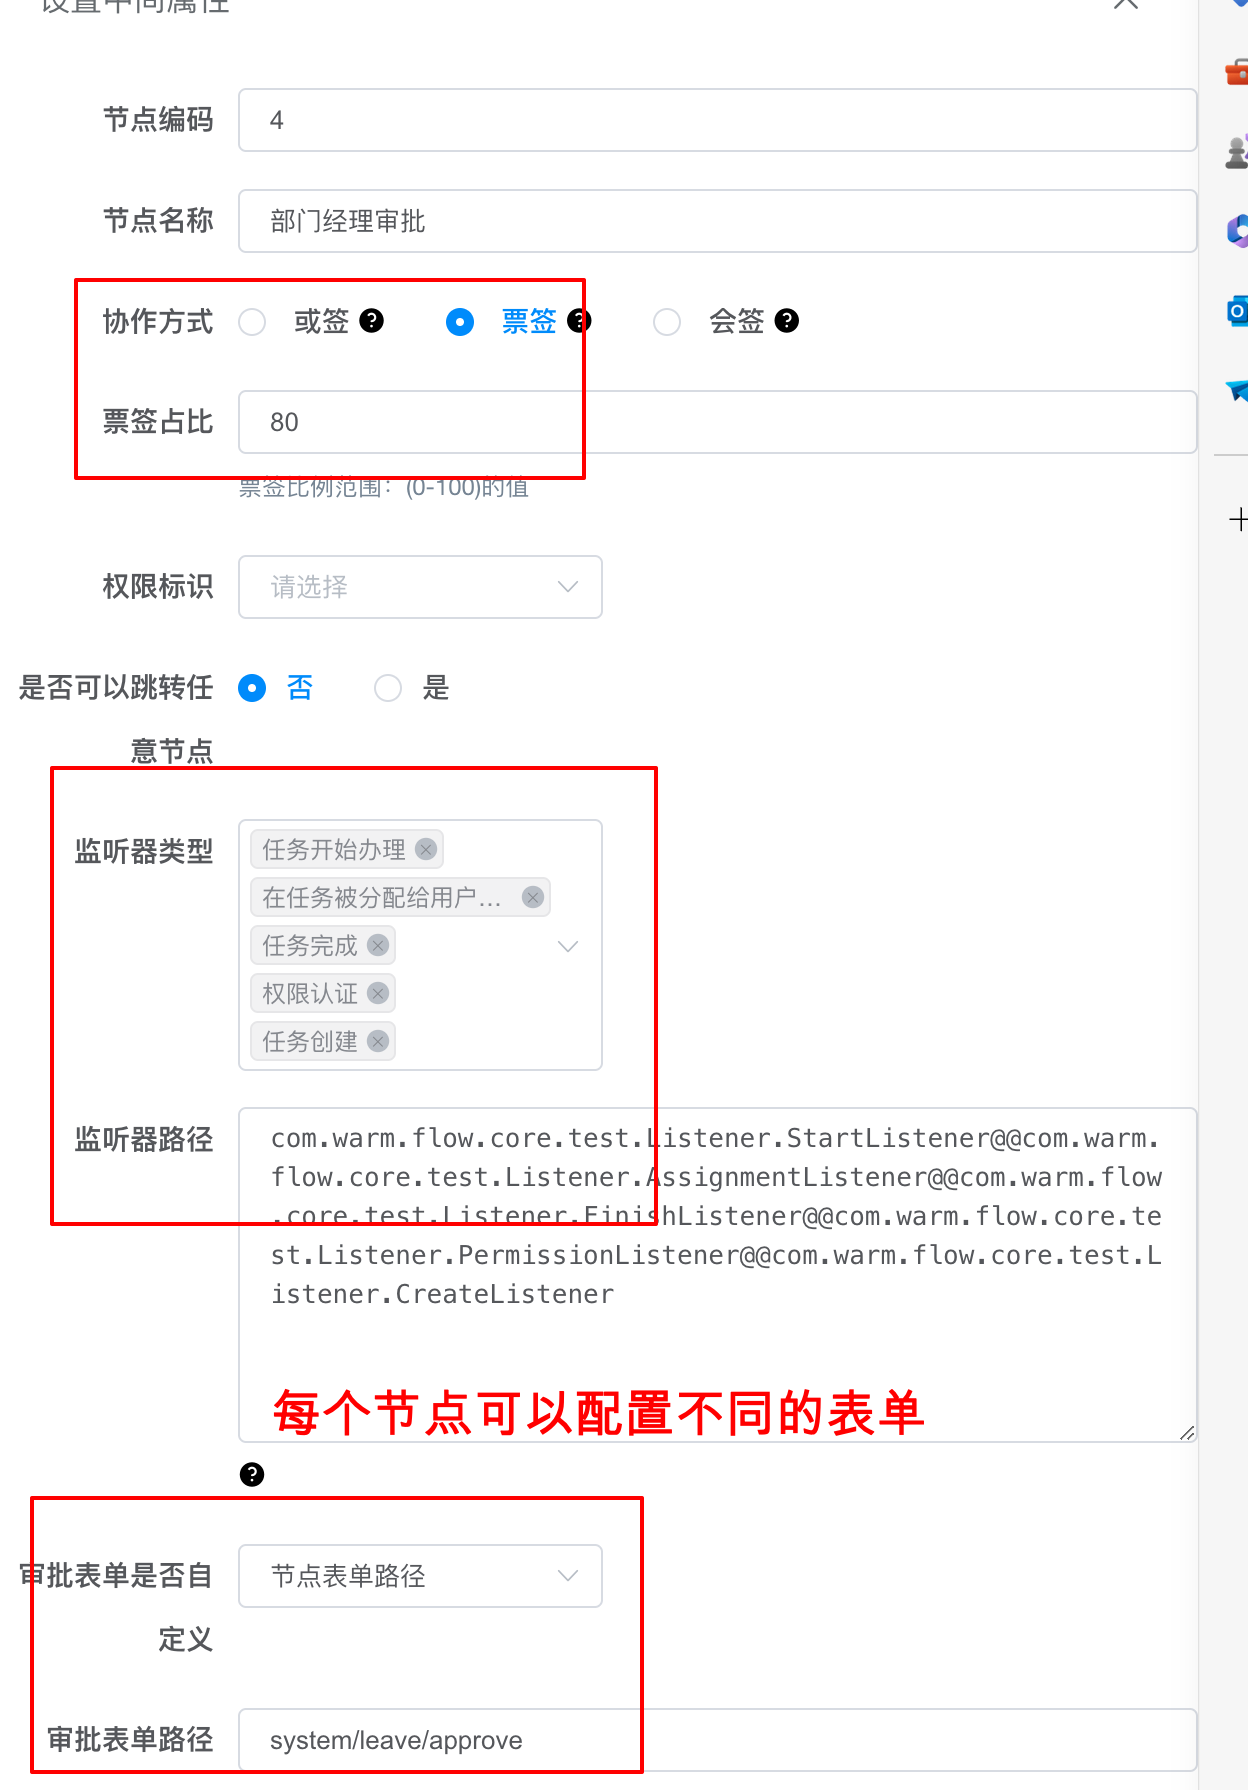 设置中间属性
节点编码 4
节点名称 部门经理审批
协作方式 或签 ? 票签 ? 会签 ?
票签占比 80
票签比例范围：(0-100)的值
权限标识 请选择
是否可以跳转任 否 是
意节点
监听器类型 任务开始办理
在任务被分配给用户...
任务完成
权限认证
任务创建
监听器路径 com.warm.flow.core.test.Listener.StartListener@@com.warm.
flow.core.test.Listener.AssignmentListener@@com.warm.flow
.core.test.Listener.FinishListener@@com.warm.flow.core.te
st.Listener.PermissionListener@@com.warm.flow.core.test.L
istener.CreateListener
每个节点可以配置不同的表单
?
审批表单是否自 节点表单路径
定义
审批表单路径 system/leave/approve